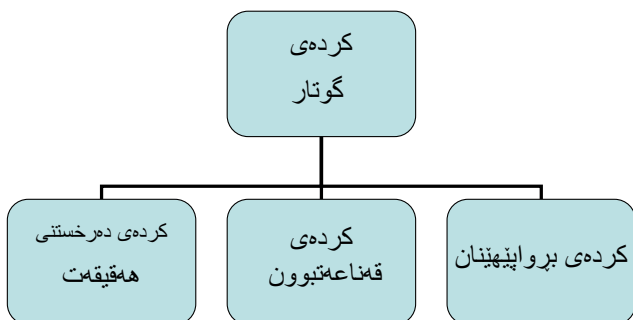 کردەی
گوتار
کردەی بڕواپێهێنان
کردەی
قەناعەتبوون
کردەی دەرخستنی
هەقیقەت